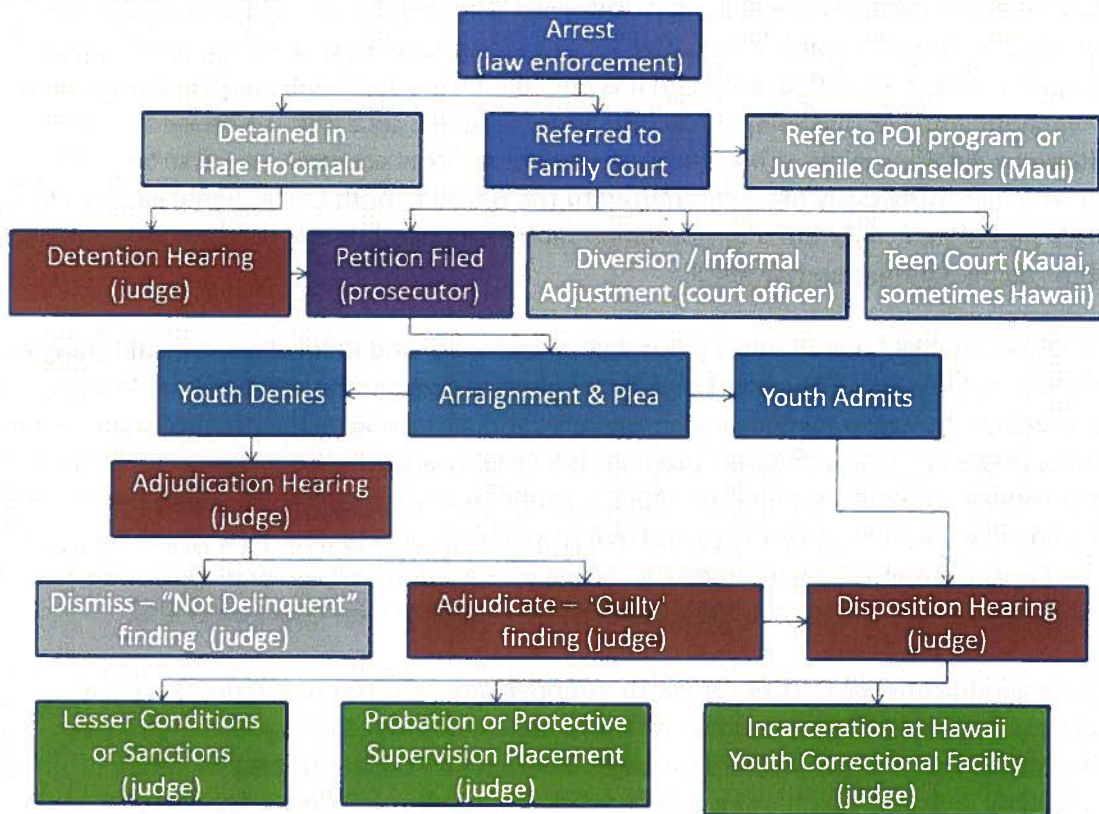 Arrest
(law enforcement)
Detained in
Hale Ho‘omalu
Referred to
Family Court
Refer to POI program or
Juvenile Counselors (Maui)
Detention Hearing
(judge)
Petition Filed
(prosecutor)
Diversion / Informal
Adjustment (court officer)
Teen Court (Kauai,
sometimes Hawaii)
Youth Denies
Arraignment & Plea
Youth Admits
Adjudication Hearing
(judge)
Dismiss – “Not Delinquent”
finding (judge)
Adjudicate – ‘Guilty’
finding (judge)
Disposition Hearing
(judge)
Lesser Conditions
or Sanctions
(judge)
Probation or Protective
Supervision Placement
(judge)
Incarceration at Hawaii
Youth Correctional Facility
(judge)